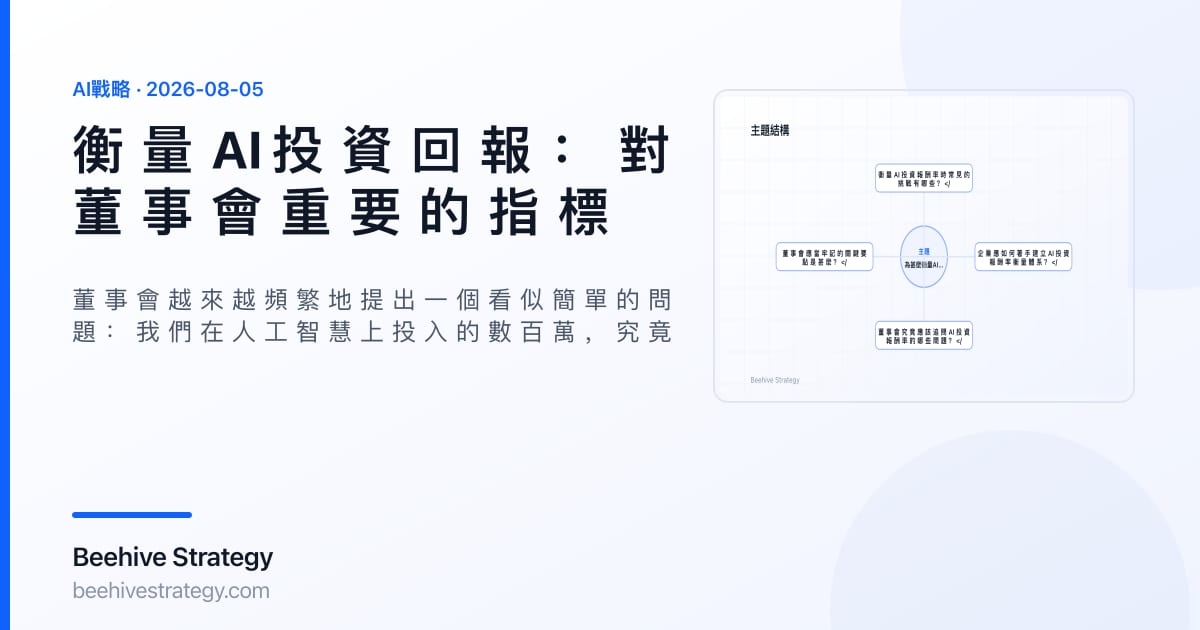 AI戰略 · 2026-08-05
衡量AI投資回報：對
董事會重要的指標
董事會越來越頻繁地提出一個看似簡單的問
題：我們在人工智慧上投入的數百萬，究竟
主題結構
衡量AI投資報酬率時常見的
挑戰有哪些？</
董事會應當牢記的關鍵要
點是甚麼？</
主題
為甚麼衡量AI...
企業應如何著手建立AI投資
報酬率衡量體系？</
董事會究竟應該追問AI投資
報酬率的哪些問題？</
Beehive Strategy
Beehive Strategy
beehivestrategy.com